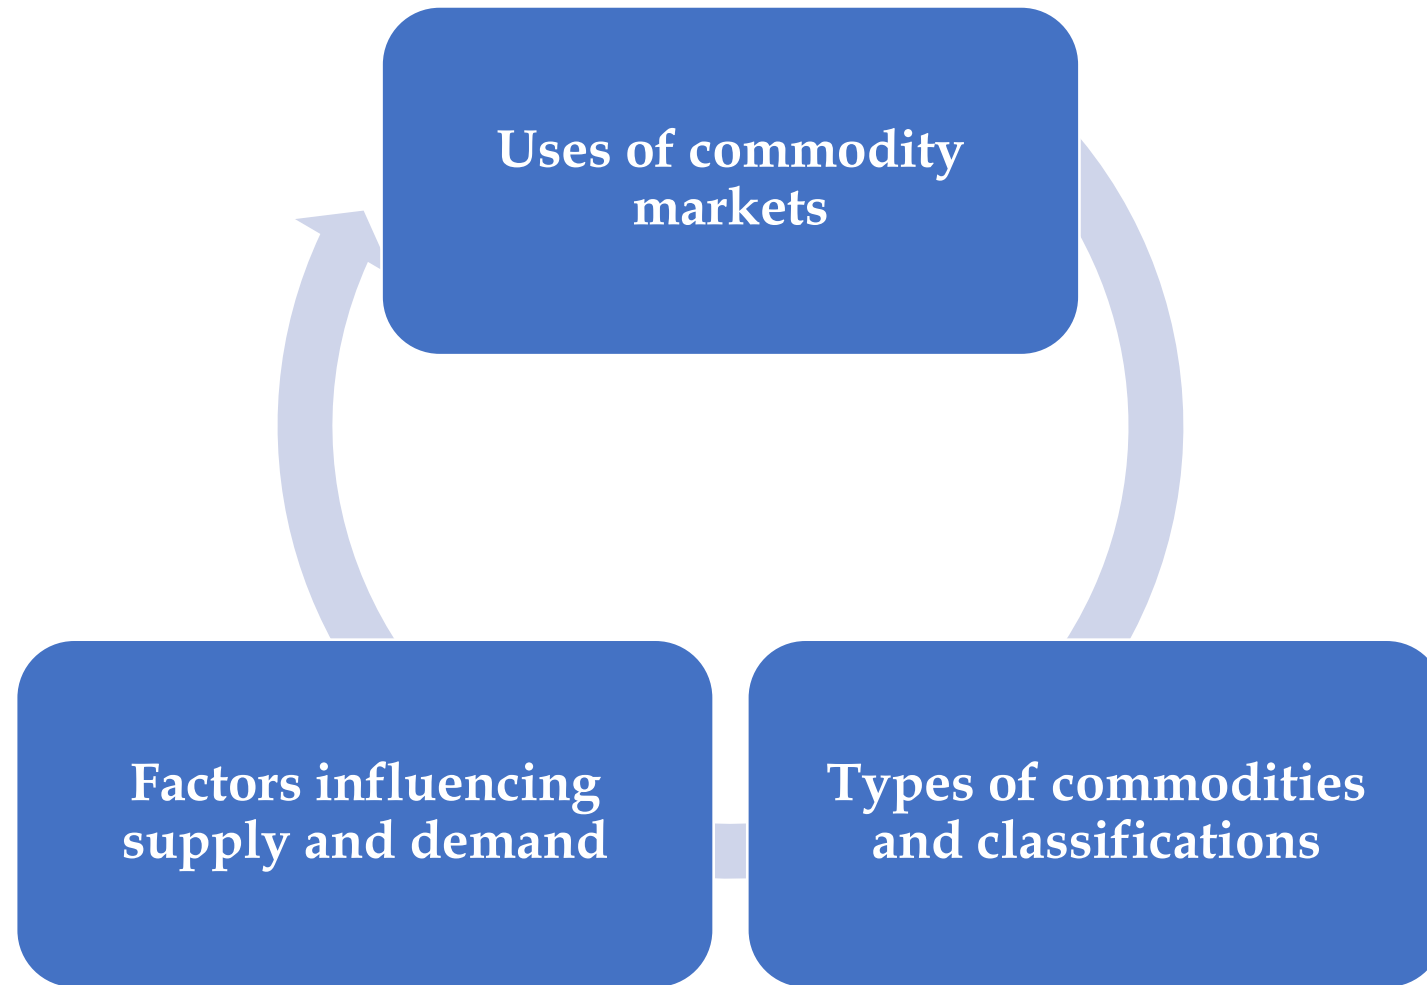 Uses of commodity
markets
Factors influencing
supply and demand
Types of commodities
and classifications